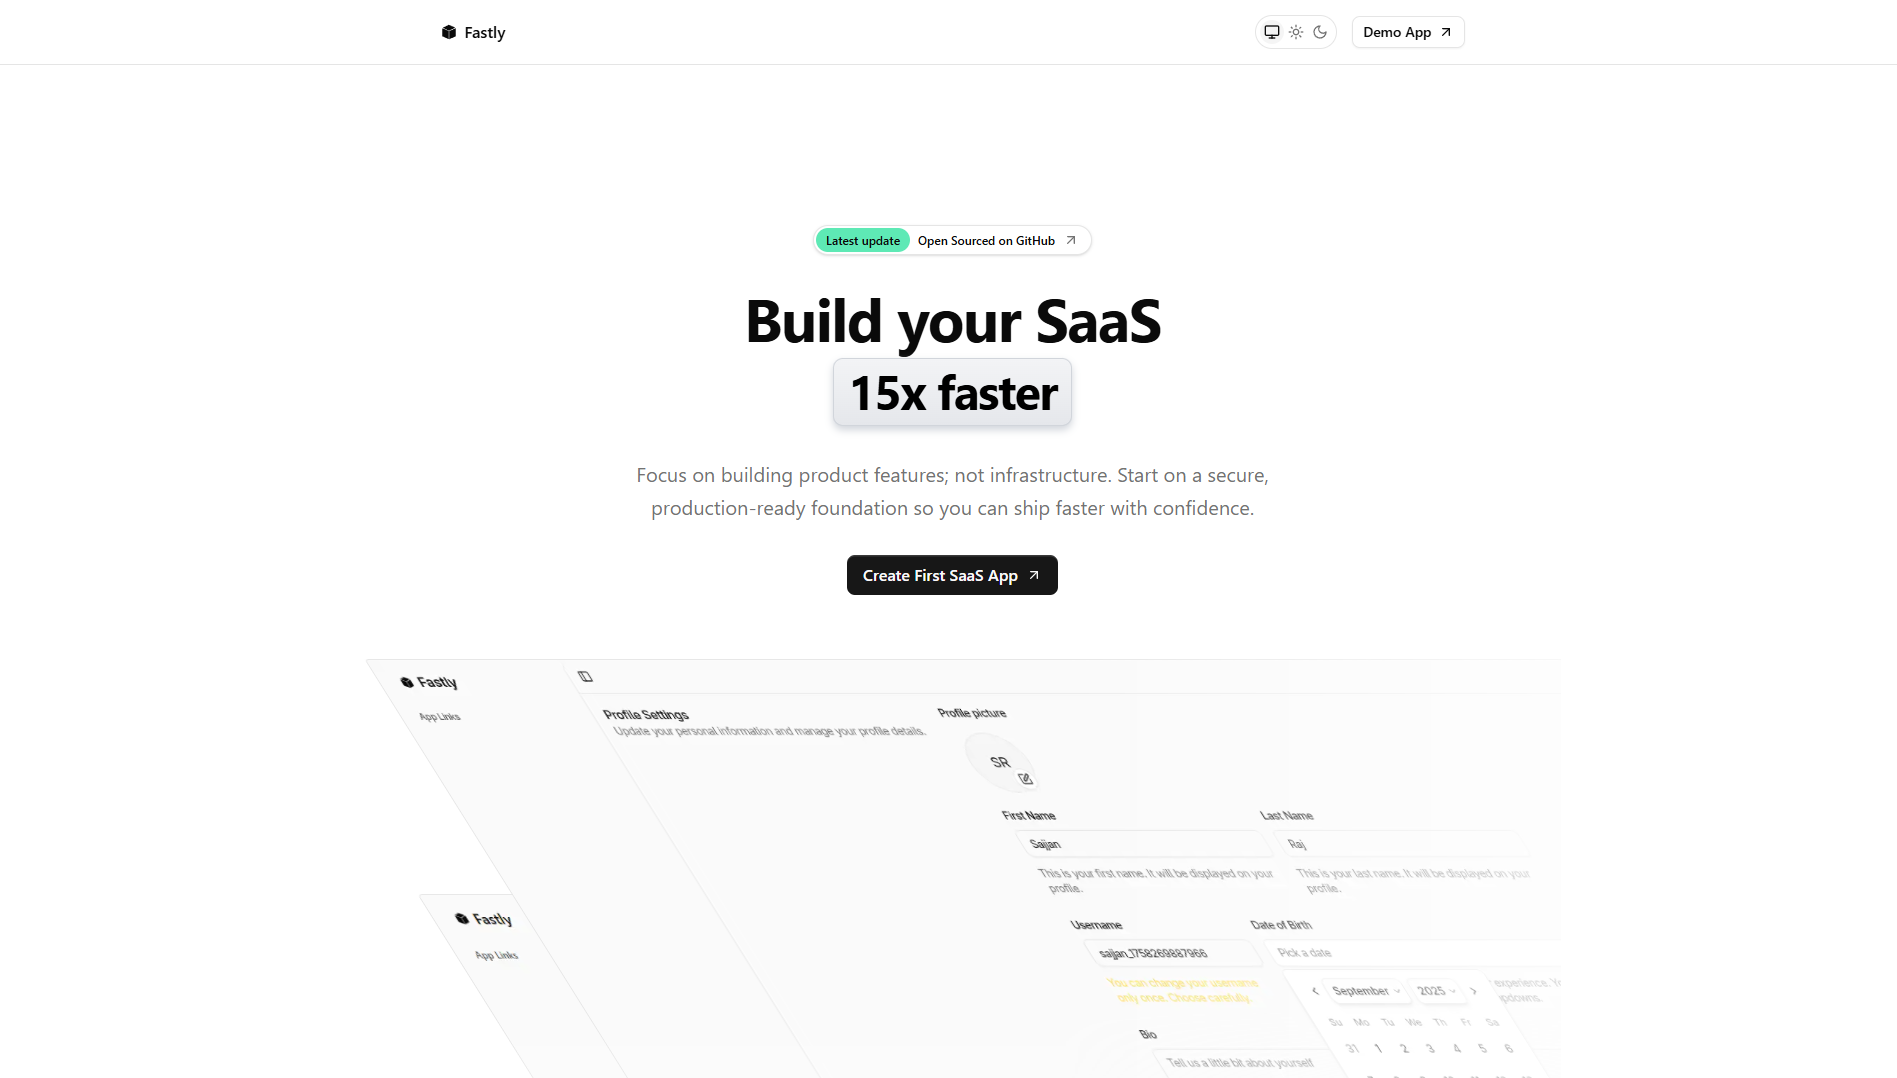 Fastly
Demo App
Latest update Open Sourced on GitHub
Build your SaaS
15x faster
Focus on building product features; not infrastructure. Start on a secure,
production-ready foundation so you can ship faster with confidence.
Create First SaaS App
Fastly
App Links
Profile Settings
Update your personal information and manage your profile details.
Profile picture
SR
First Name
Last Name
Sajjan
Raj
This is your first name. It will be displayed on your
profile.
This is your last name. It will be displayed on your
profile.
Username
Date of Birth
sajjan_1758269887966
Pick a date
You can change your username
only once. Choose carefully.
experience.
September 2025
Su Mo Tu We Th Fr Sa
31 1 2 3 4 5 6
Bio
Tell us a little bit about yourself
Fastly
App Links